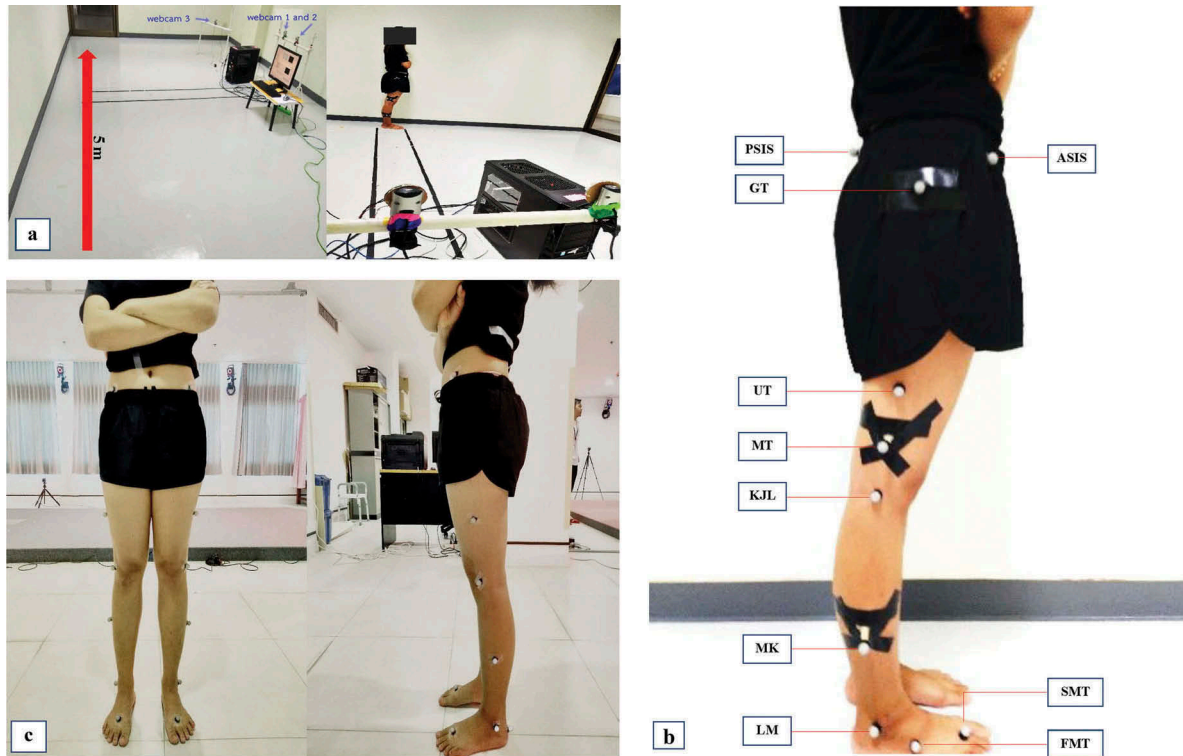 webcam 3
webcam 1 and 2
5 m
a
PSIS
ASIS
GT
UT
MT
KJL
MK
SMT
LM
FMT
b
c